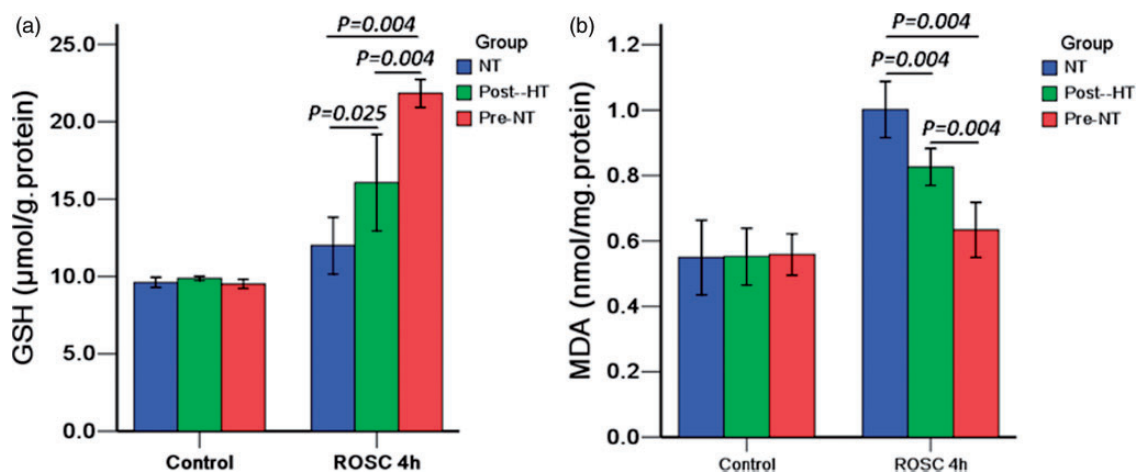 (a)
P=0.004
P=0.004
P=0.025
Group
NT
Post--HT
Pre-NT
GSH (μmol/g.protein)
25.0
20.0
15.0
10.0
5.0
0.0
Control
ROSC 4h
(b)
P=0.004
P=0.004
P=0.004
Group
NT
Post--HT
Pre-NT
MDA (nmol/mg.protein)
1.2
1.0
0.8
0.6
0.4
0.2
0.0
Control
ROSC 4h